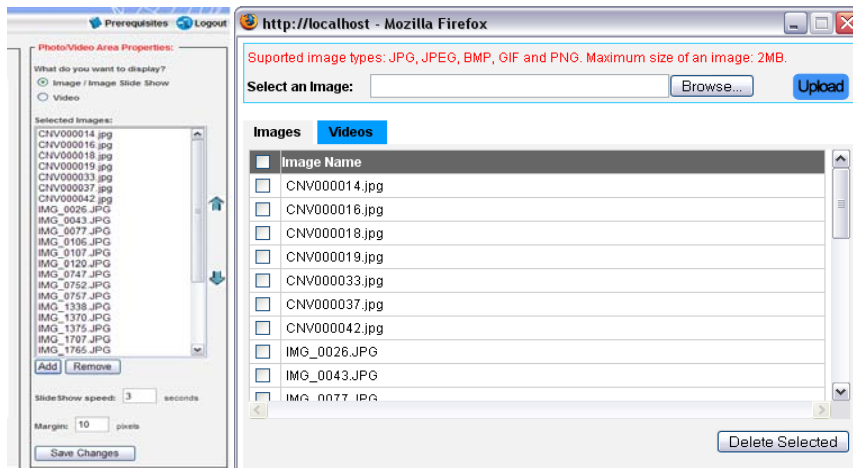 Prerequisites Logout
Photo/Video Area Properties:
What do you want to display?
Image / Image Slide Show
Video
Selected Images:
CNV000014.jpg
CNV000016.jpg
CNV000018.jpg
CNV000019.jpg
CNV000033.jpg
CNV000037.jpg
CNV000042.jpg
IMG_0026.JPG
IMG_0043.JPG
IMG_0077.JPG
IMG_0106.JPG
IMG_0107.JPG
IMG_0120.JPG
IMG_0747.JPG
IMG_0752.JPG
IMG_0757.JPG
IMG_1338.JPG
IMG_1370.JPG
IMG_1375.JPG
IMG_1707.JPG
IMG_1765.JPG
Add Remove
SlideShow speed: 3 seconds
Margin: 10 pixels
Save Changes
http://localhost - Mozilla Firefox
Suported image types: JPG, JPEG, BMP, GIF and PNG. Maximum size of an image: 2MB.
Select an Image: Browse... Upload
Images Videos
Image Name
CNV000014.jpg
CNV000016.jpg
CNV000018.jpg
CNV000019.jpg
CNV000033.jpg
CNV000037.jpg
CNV000042.jpg
IMG_0026.JPG
IMG_0043.JPG
IMG_0077.JPG
Delete Selected